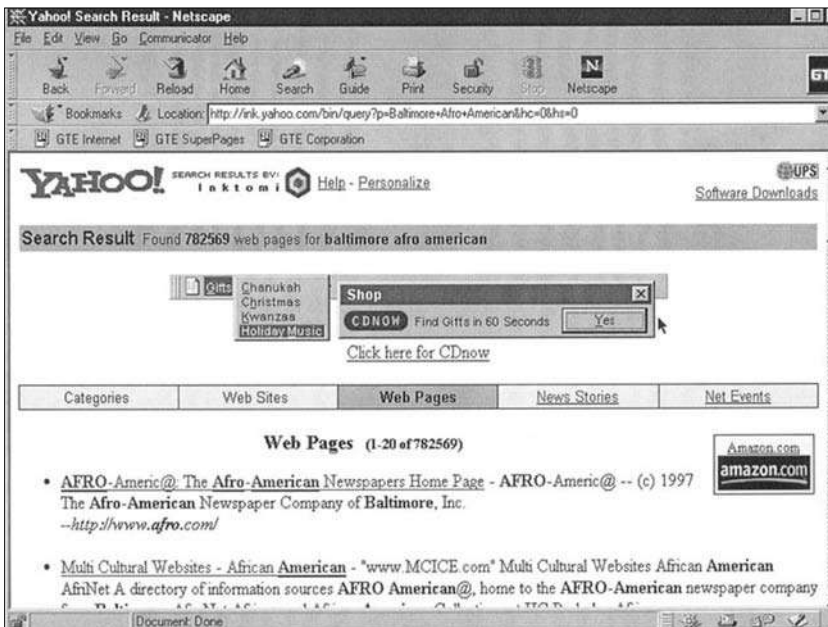 Yahoo! Search Result - Netscape
File Edit View Go Communicator Help
Back Forward Reload Home Search Guide Print Security Stop Netscape
N
Bookmarks Location: http://ink.yahoo.com/bin/query?p=Baltimore+Afro+American&hc=0&hs=0
GTE Internet GTE SuperPages GTE Corporation
YAHOO! SEARCH RESULTS BY: Inktomi Help - Personalize
UPS
Software Downloads
Search Result Found 782569 web pages for baltimore afro american
Gifts Chanukah
Christmas
Kwanzaa
Holiday Music
Shop
CDNOW Find Gifts in 60 Seconds Yes
Click here for CDnow
Categories Web Sites Web Pages News Stories Net Events
Web Pages (1-20 of 782569)
Amazon.com
amazon.com
• AFRO-Americ@: The Afro-American Newspapers Home Page - AFRO-Americ@ -- (c) 1997
The Afro-American Newspaper Company of Baltimore, Inc.
--http://www.afro.com/
• Multi Cultural Websites - African American - "www.MCICE.com" Multi Cultural Websites African American
AfriNet A directory of information sources AFRO American@, home to the AFRO-American newspaper company
Document: Done